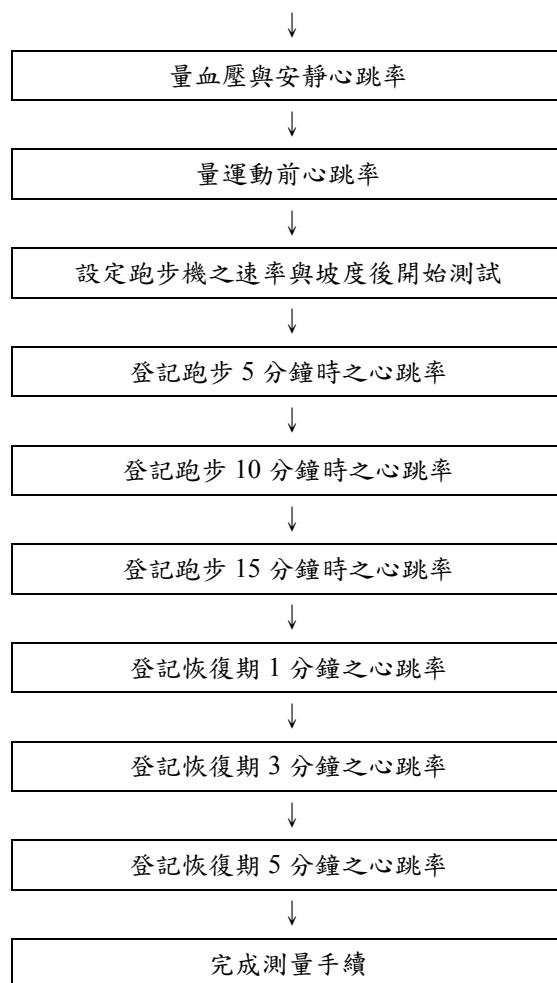 ↓
量血壓與安靜心跳率
↓
量運動前心跳率
↓
設定跑步機之速率與坡度後開始測試
↓
登記跑步 5 分鐘時之心跳率
↓
登記跑步 10 分鐘時之心跳率
↓
登記跑步 15 分鐘時之心跳率
↓
登記恢復期 1 分鐘之心跳率
↓
登記恢復期 3 分鐘之心跳率
↓
登記恢復期 5 分鐘之心跳率
↓
完成測量手續